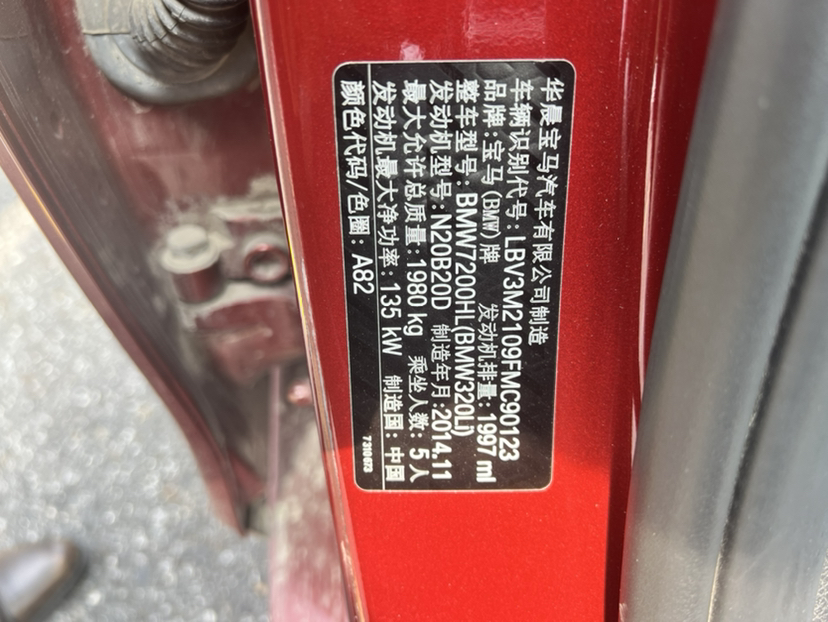 华晨宝马汽车有限公司制造
车辆识别代号:LBV3M2109FMC90123
品牌:宝马(BMW)牌 发动机排量:1997 ml
整车型号:BMW7200HL(BMW320Li)
发动机型号:N20B20D 制造年月:2014.11
最大允许总质量:1980 kg 乘坐人数:5人
发动机最大净功率:135 kW 制造国:中国
颜色代码/色圈:A82
7310 673